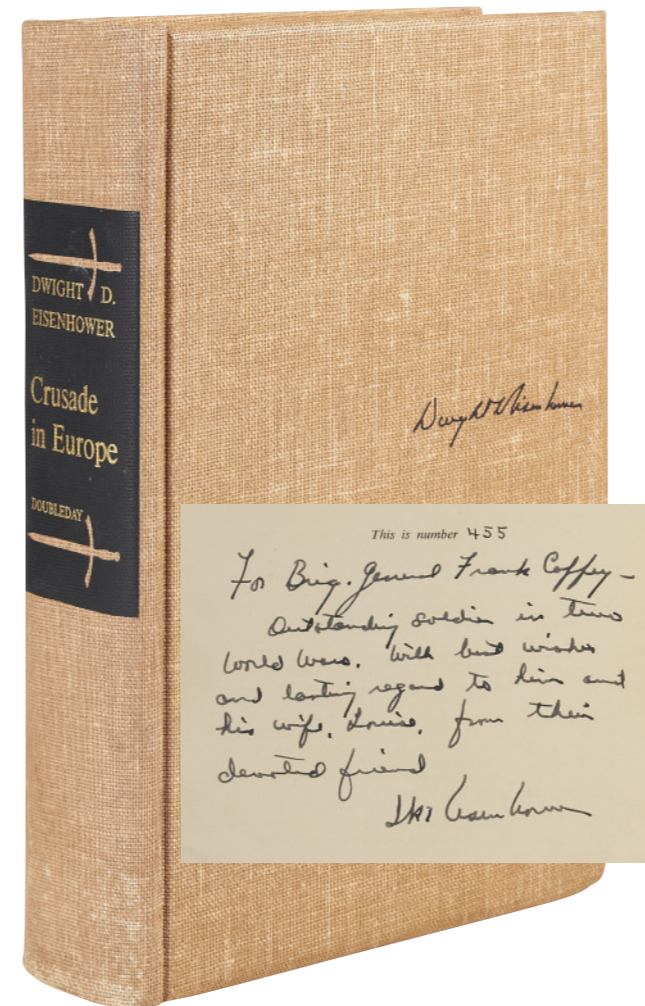 DWIGHT D.
EISENHOWER
Crusade
in Europe
DOUBLEDAY
Dwight D Eisenhower
This is number 455
For Brig. General Frank Coffey–
Outstanding soldier in two
World Wars. With best wishes
and lasting regard to him and
his wife, Louise, from their
devoted friend
Ike Eisenhower